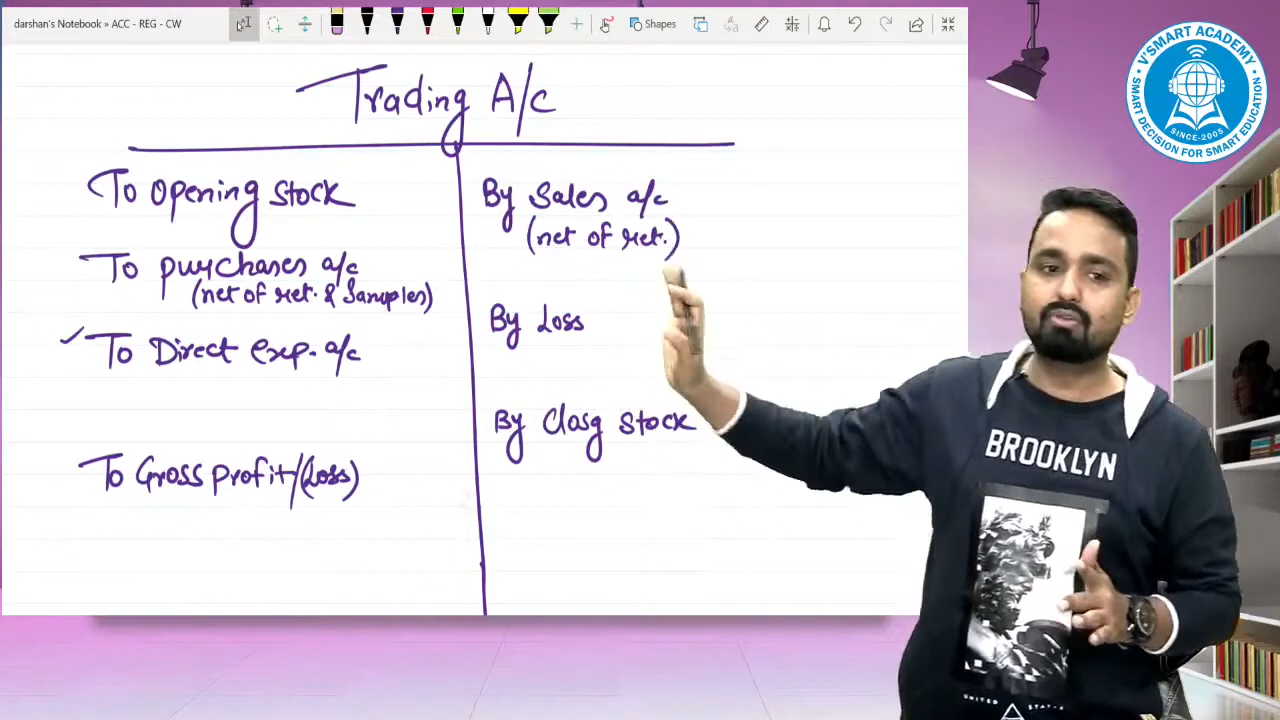 darshan's Notebook » ACC - REG - CW
Shapes
Trading A/c
To Opening Stock
To purchases a/c
(net of ret. & Samples)
✓ To Direct exp. a/c
To Gross profit/(Loss)
By Sales a/c
(net of ret.)
By Loss
By Closg Stock
V'SMART ACADEMY
SINCE-2005
SMART DECISION FOR SMART EDUCATION
BROOKLYN
UNITED STATE